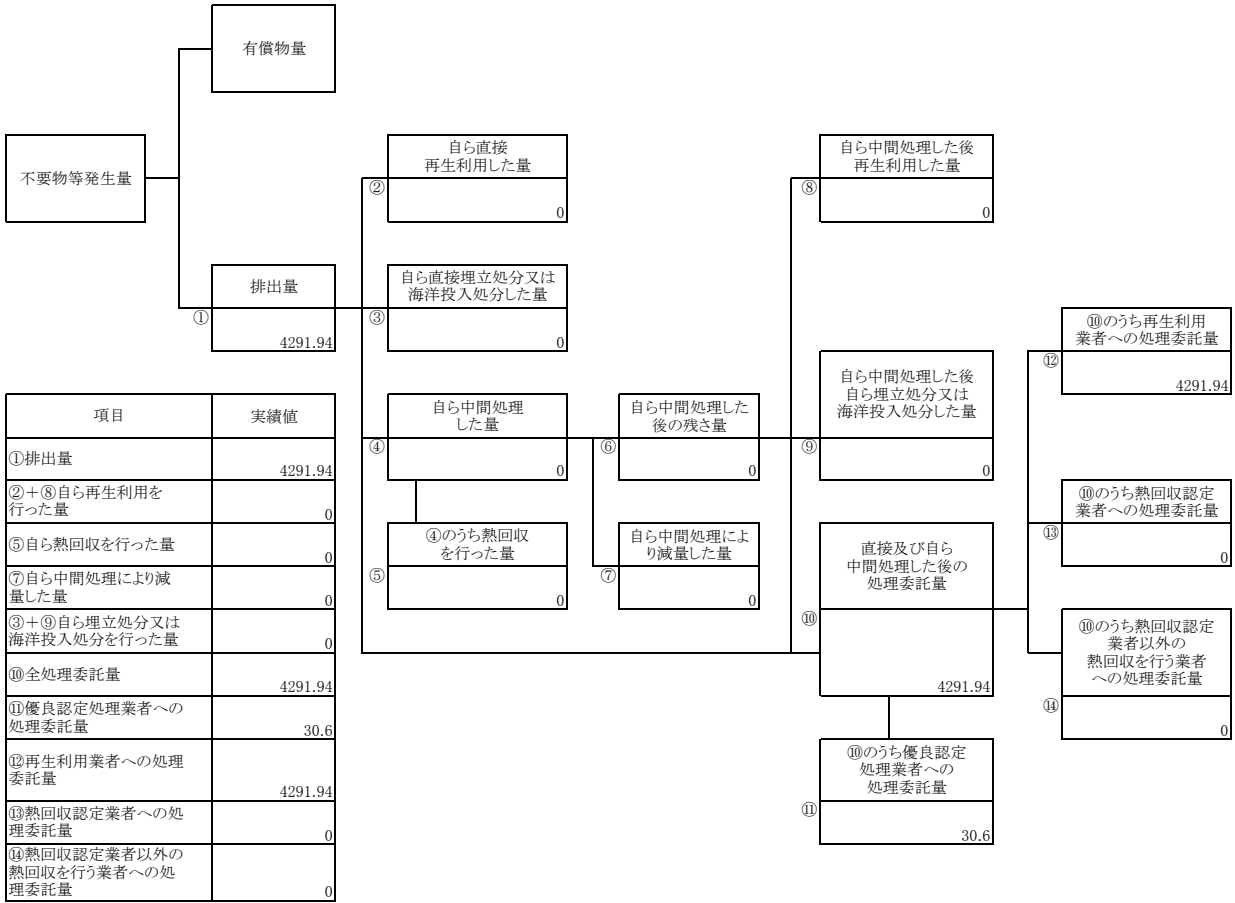 有償物量
不要物等発生量
排出量
①
4291.94
自ら直接
再生利用した量
②
0
自ら直接埋立処分又は
海洋投入処分した量
③
0
自ら中間処理
した量
④
0
④のうち熱回収
を行った量
⑤
0
自ら中間処理した
後の残さ量
⑥
0
自ら中間処理によ
り減量した量
⑦
0
自ら中間処理した後
再生利用した量
⑧
0
自ら中間処理した後
自ら埋立処分又は
海洋投入処分した量
⑨
0
直接及び自ら
中間処理した後の
処理委託量
⑩
4291.94
⑩のうち優良認定
処理業者への
処理委託量
⑪
30.6
⑩のうち再生利用
業者への処理委託量
⑫
4291.94
⑩のうち熱回収認定
業者への処理委託量
⑬
0
⑩のうち熱回収認定
業者以外の
熱回収を行う業者
への処理委託量
⑭
0
項目 実績値
①排出量
4291.94
②+⑧自ら再生利用を
行った量
0
⑤自ら熱回収を行った量
0
⑦自ら中間処理により減
量した量
0
③+⑨自ら埋立処分又は
海洋投入処分を行った量
0
⑩全処理委託量
4291.94
⑪優良認定処理業者への
処理委託量
30.6
⑫再生利用業者への処理
委託量
4291.94
⑬熱回収認定業者への処
理委託量
0
⑭熱回収認定業者以外の
熱回収を行う業者への処
理委託量
0